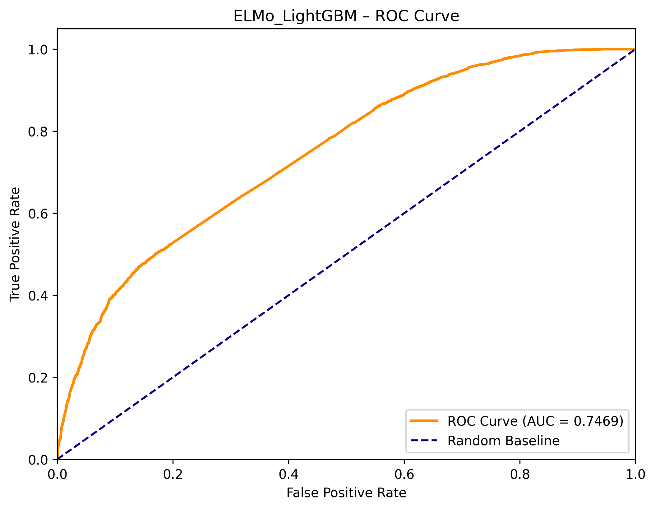 ELMo_LightGBM – ROC Curve
True Positive Rate
1.0
0.8
0.6
0.4
0.2
0.0
0.0 0.2 0.4 0.6 0.8 1.0
False Positive Rate
ROC Curve (AUC = 0.7469)
Random Baseline